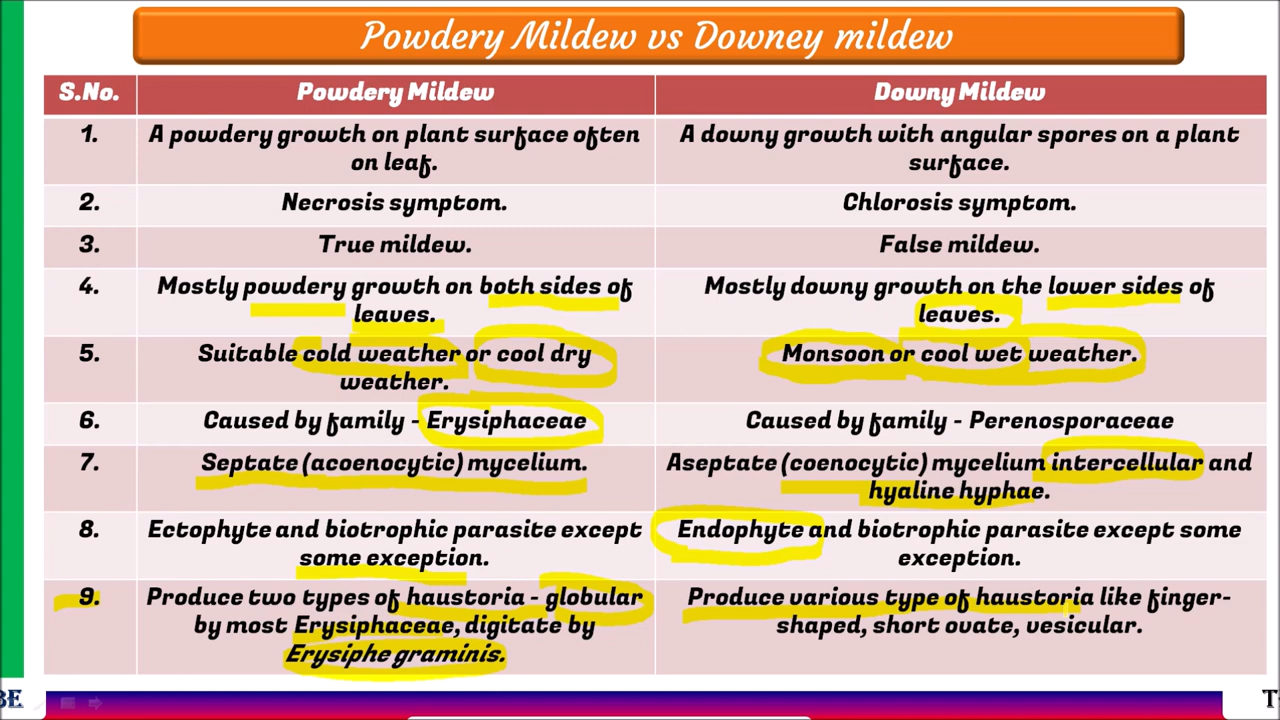 Powdery Mildew vs Downey mildew
S.No. Powdery Mildew Downy Mildew
1. A powdery growth on plant surface often on leaf. A downy growth with angular spores on a plant surface.
2. Necrosis symptom. Chlorosis symptom.
3. True mildew. False mildew.
4. Mostly powdery growth on both sides of leaves. Mostly downy growth on the lower sides of leaves.
5. Suitable cold weather or cool dry weather. Monsoon or cool wet weather.
6. Caused by family - Erysiphaceae Caused by family - Perenosporaceae
7. Septate (acoenocytic) mycelium. Aseptate (coenocytic) mycelium intercellular and hyaline hyphae.
8. Ectophyte and biotrophic parasite except some exception. Endophyte and biotrophic parasite except some exception.
9. Produce two types of haustoria - globular by most Erysiphaceae, digitate by Erysiphe graminis. Produce various type of haustoria like finger-shaped, short ovate, vesicular.
BE T